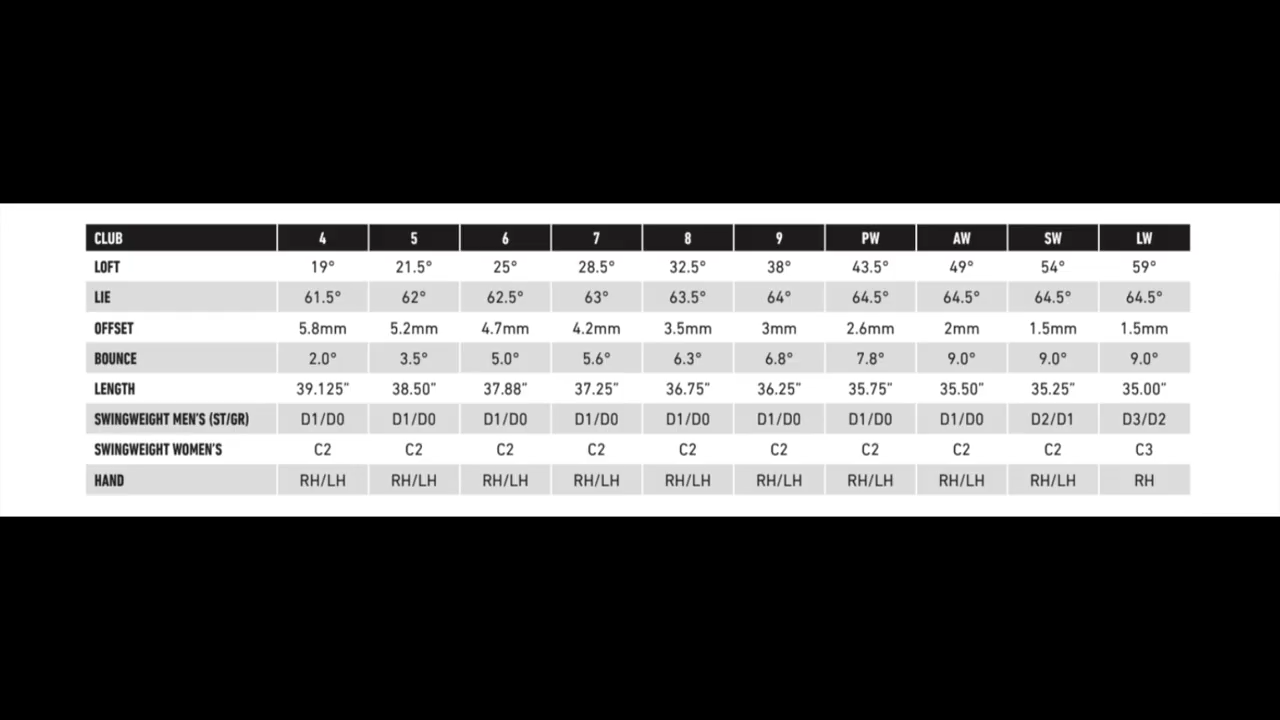 CLUB 4 5 6 7 8 9 PW AW SW LW
LOFT 19° 21.5° 25° 28.5° 32.5° 38° 43.5° 49° 54° 59°
LIE 61.5° 62° 62.5° 63° 63.5° 64° 64.5° 64.5° 64.5° 64.5°
OFFSET 5.8mm 5.2mm 4.7mm 4.2mm 3.5mm 3mm 2.6mm 2mm 1.5mm 1.5mm
BOUNCE 2.0° 3.5° 5.0° 5.6° 6.3° 6.8° 7.8° 9.0° 9.0° 9.0°
LENGTH 39.125" 38.50" 37.88" 37.25" 36.75" 36.25" 35.75" 35.50" 35.25" 35.00"
SWINGWEIGHT MEN'S (ST/GR) D1/D0 D1/D0 D1/D0 D1/D0 D1/D0 D1/D0 D1/D0 D1/D0 D2/D1 D3/D2
SWINGWEIGHT WOMEN'S C2 C2 C2 C2 C2 C2 C2 C2 C2 C3
HAND RH/LH RH/LH RH/LH RH/LH RH/LH RH/LH RH/LH RH/LH RH/LH RH